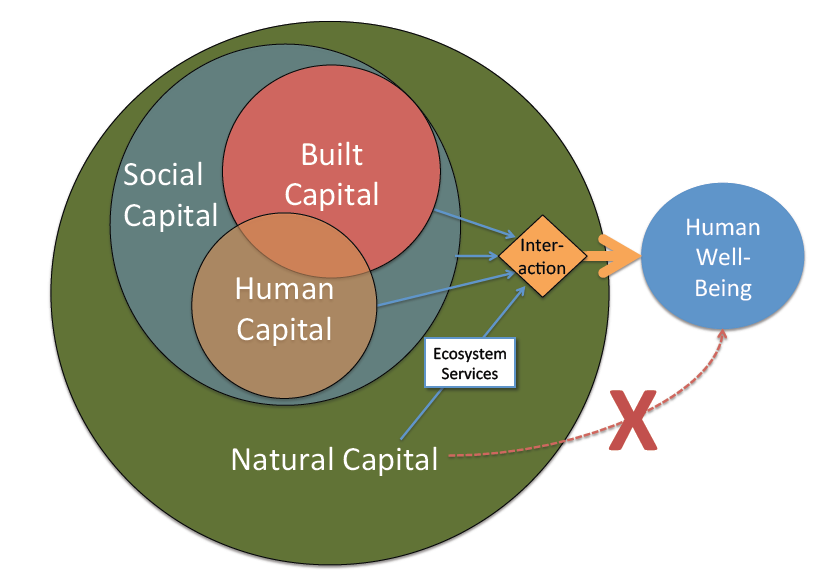 Built
Capital
Social
Capital
Human
Capital
Inter-
action
Human
Well-
Being
Ecosystem
Services
Natural Capital
X